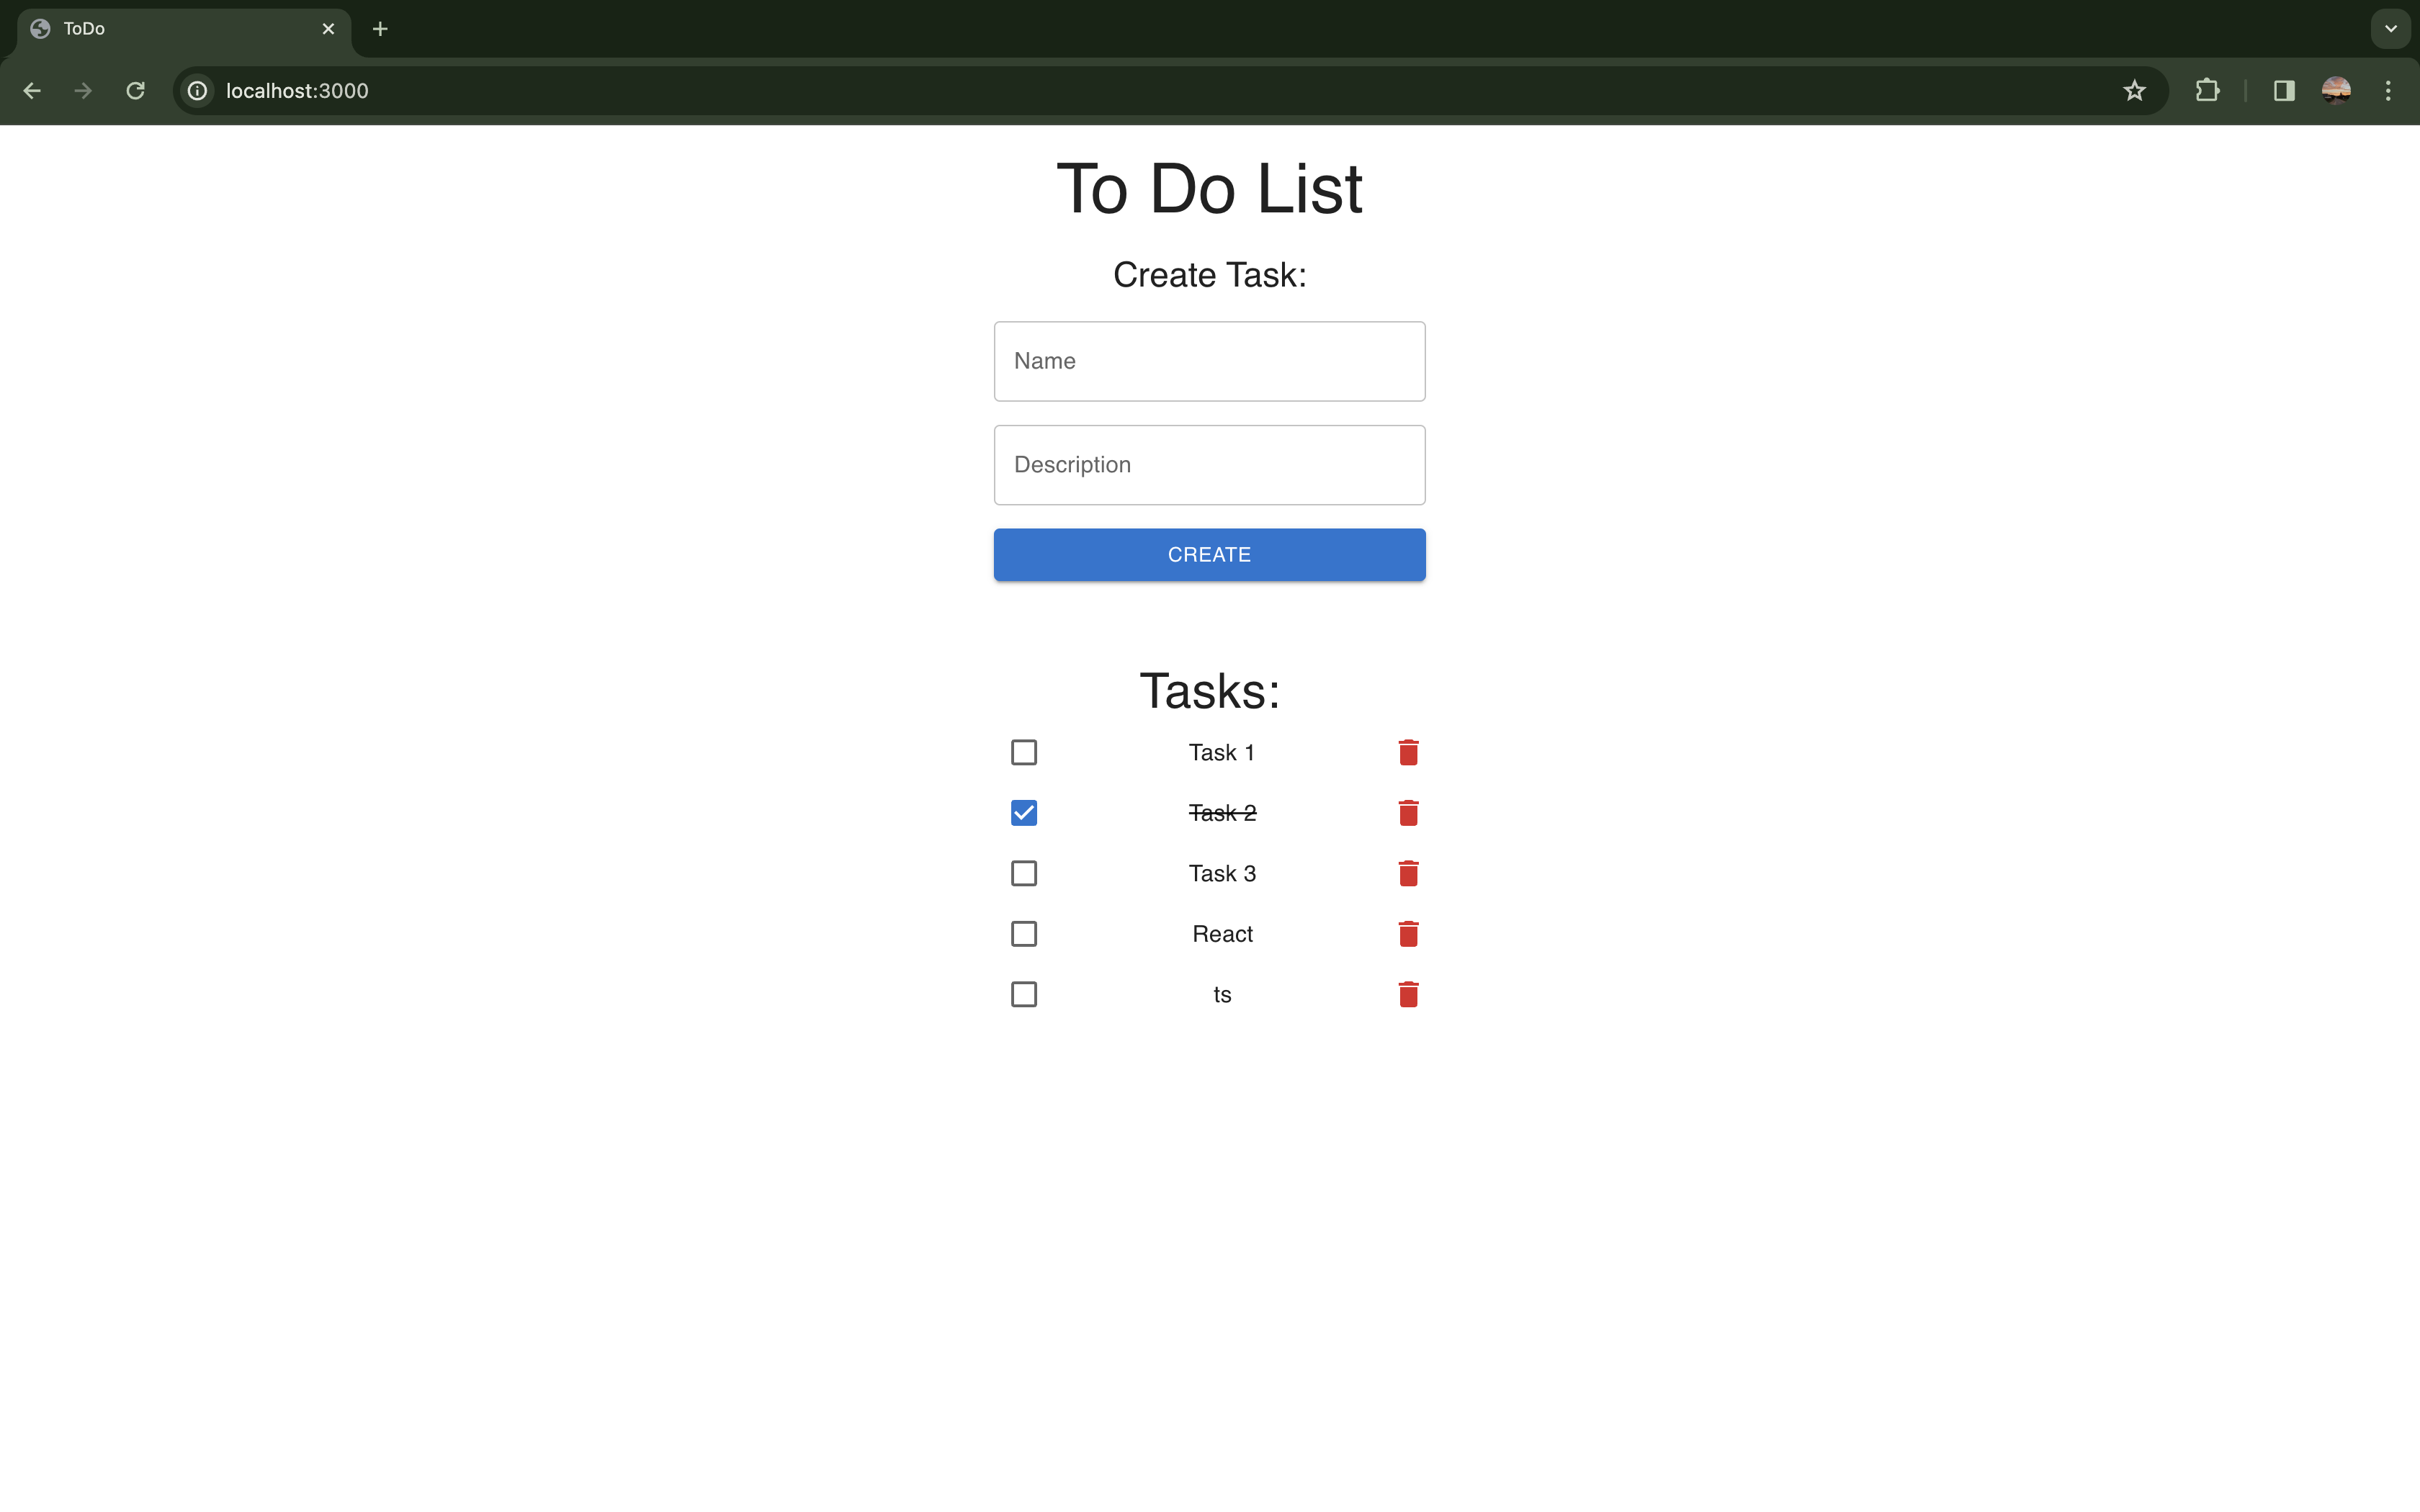 ToDo
localhost:3000
To Do List
Create Task:
Name
Description
CREATE
Tasks:
Task 1
Task 2
Task 3
React
ts